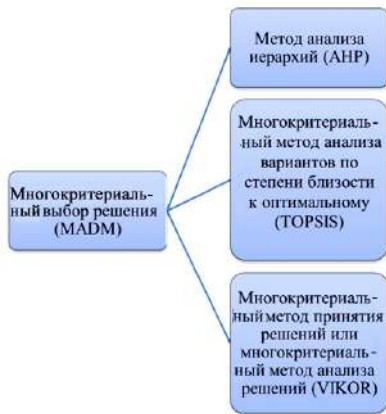 Метод анализа
иерархий (AHP)
Многокритериаль-
ный метод анализа
вариантов по
степени близости
к оптимальному
(TOPSIS)
Многокритериаль-
ный выбор решения
(MADM)
Многокритериаль-
ный метод принятия
решений или
многокритериаль-
ный метод анализа
решений (VIKOR)